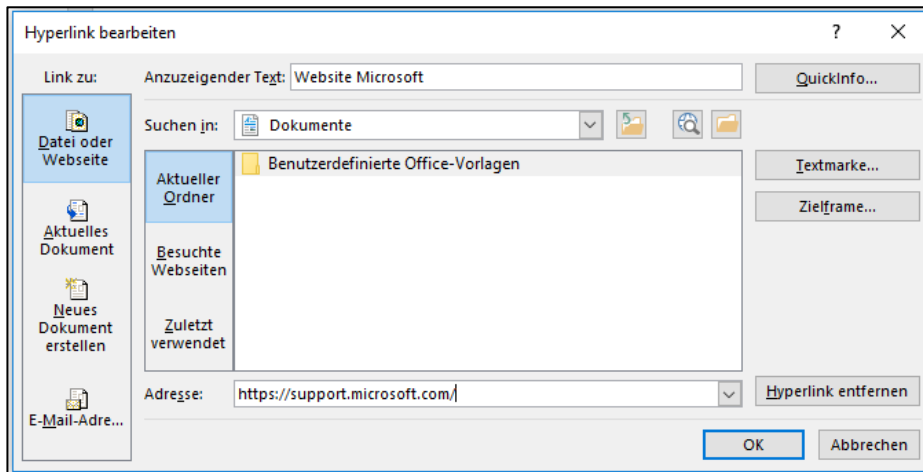 Hyperlink bearbeiten
?
Link zu:
Anzuzeigender Text:
Website Microsoft
QuickInfo...
Datei oder
Webseite
Suchen in:
Dokumente
Aktueller
Ordner
Benutzerdefinierte Office-Vorlagen
Textmarke...
Zielframe...
Aktuelles
Dokument
Besuchte
Webseiten
Neues
Dokument
erstellen
Zuletzt
verwendet
E-Mail-Adre...
Adresse:
https://support.microsoft.com/
Hyperlink entfernen
OK
Abbrechen